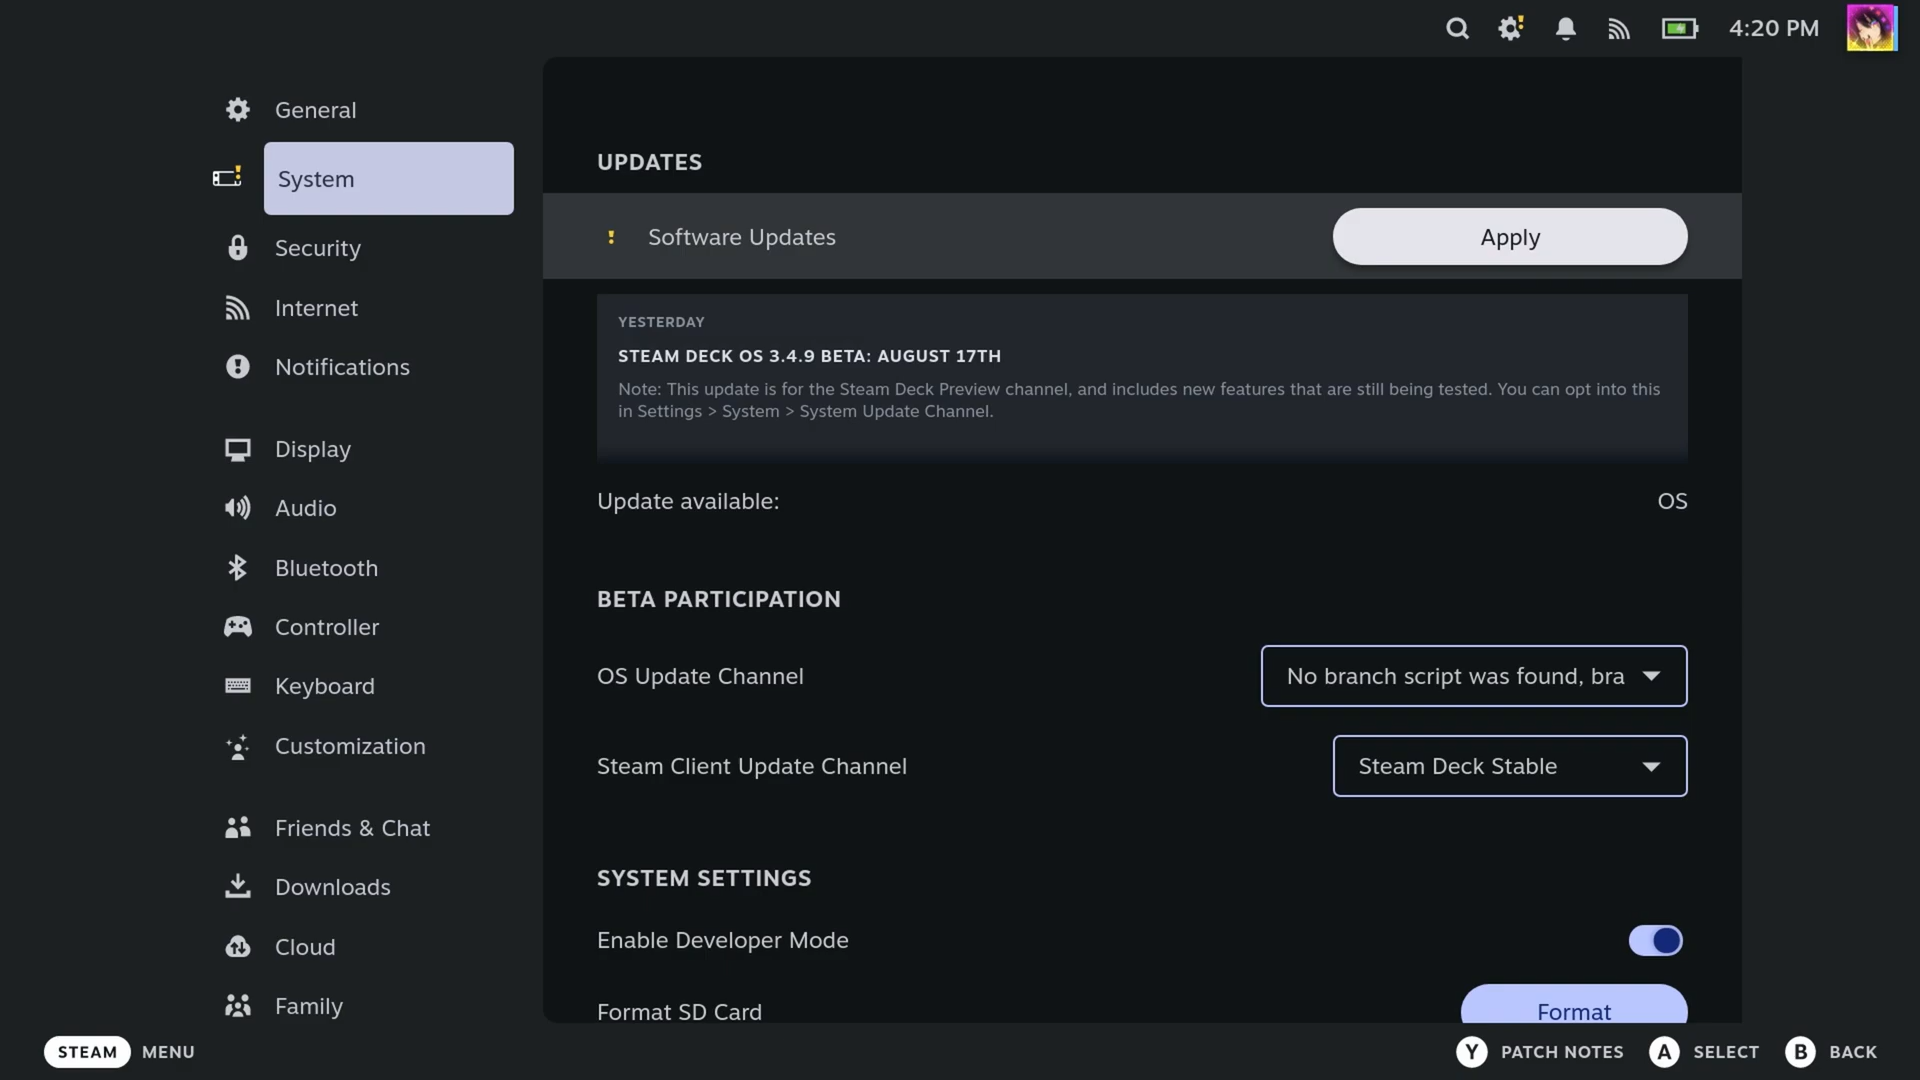 4:20 PM
General
System
Security
Internet
Notifications
Display
Audio
Bluetooth
Controller
Keyboard
Customization
Friends & Chat
Downloads
Cloud
Family
UPDATES
! Software Updates
Apply
YESTERDAY
STEAM DECK OS 3.4.9 BETA: AUGUST 17TH
Note: This update is for the Steam Deck Preview channel, and includes new features that are still being tested. You can opt into this
in Settings > System > System Update Channel.
Update available:
OS
BETA PARTICIPATION
OS Update Channel
No branch script was found, bra
Steam Client Update Channel
Steam Deck Stable
SYSTEM SETTINGS
Enable Developer Mode
Format SD Card
Format
STEAM MENU
Y PATCH NOTES
A SELECT
B BACK